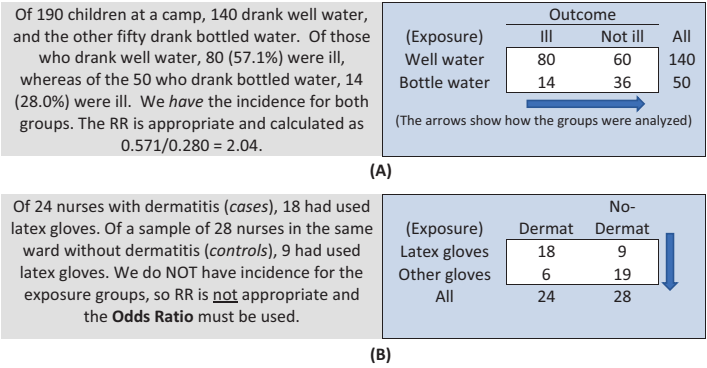 Of 190 children at a camp, 140 drank well water,
and the other fifty drank bottled water. Of those
who drank well water, 80 (57.1%) were ill,
whereas of the 50 who drank bottled water, 14
(28.0%) were ill. We have the incidence for both
groups. The RR is appropriate and calculated as
0.571/0.280 = 2.04.
Outcome
(Exposure) Ill Not ill All
Well water 80 60 140
Bottle water 14 36 50
(The arrows show how the groups were analyzed)
(A)
Of 24 nurses with dermatitis (cases), 18 had used
latex gloves. Of a sample of 28 nurses in the same
ward without dermatitis (controls), 9 had used
latex gloves. We do NOT have incidence for the
exposure groups, so RR is not appropriate and
the Odds Ratio must be used.
No-
(Exposure) Dermat Dermat
Latex gloves 18 9
Other gloves 6 19
All 24 28
(B)